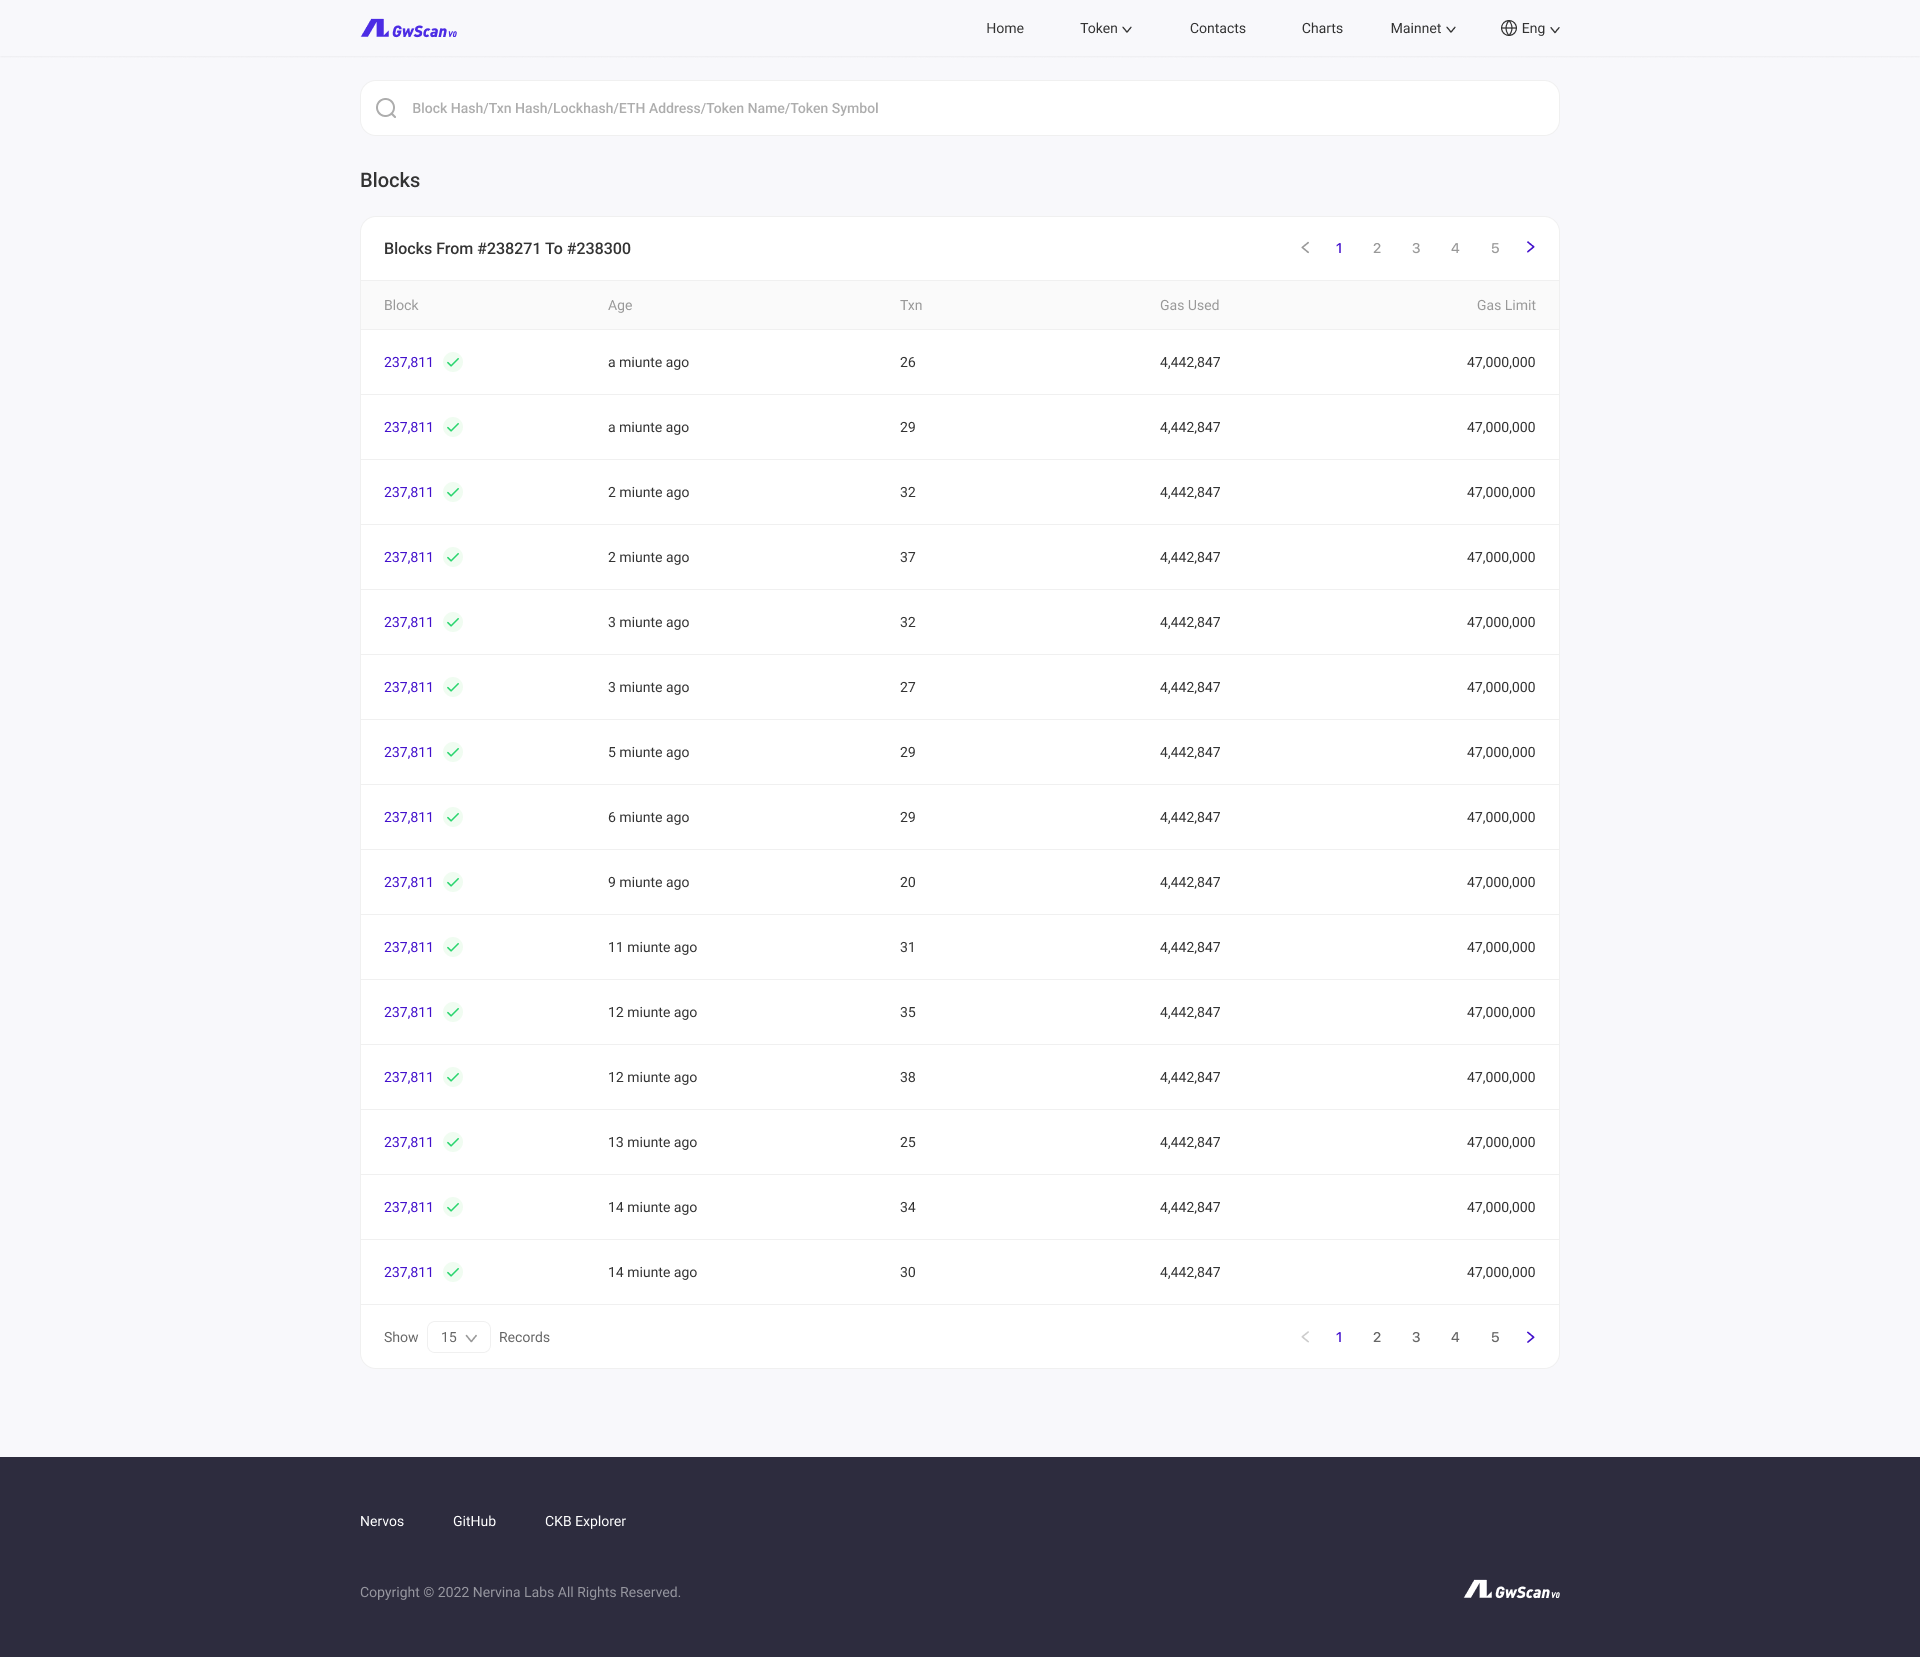 GwScan V0
Home Token Contacts Charts Mainnet Eng
Block Hash/Txn Hash/Lockhash/ETH Address/Token Name/Token Symbol
Blocks
Blocks From #238271 To #238300 1 2 3 4 5
Block Age Txn Gas Used Gas Limit
237,811 a miunte ago 26 4,442,847 47,000,000
237,811 a miunte ago 29 4,442,847 47,000,000
237,811 2 miunte ago 32 4,442,847 47,000,000
237,811 2 miunte ago 37 4,442,847 47,000,000
237,811 3 miunte ago 32 4,442,847 47,000,000
237,811 3 miunte ago 27 4,442,847 47,000,000
237,811 5 miunte ago 29 4,442,847 47,000,000
237,811 6 miunte ago 29 4,442,847 47,000,000
237,811 9 miunte ago 20 4,442,847 47,000,000
237,811 11 miunte ago 31 4,442,847 47,000,000
237,811 12 miunte ago 35 4,442,847 47,000,000
237,811 12 miunte ago 38 4,442,847 47,000,000
237,811 13 miunte ago 25 4,442,847 47,000,000
237,811 14 miunte ago 34 4,442,847 47,000,000
237,811 14 miunte ago 30 4,442,847 47,000,000
Show 15 Records 1 2 3 4 5
Nervos GitHub CKB Explorer
Copyright © 2022 Nervina Labs All Rights Reserved.
GwScan V0